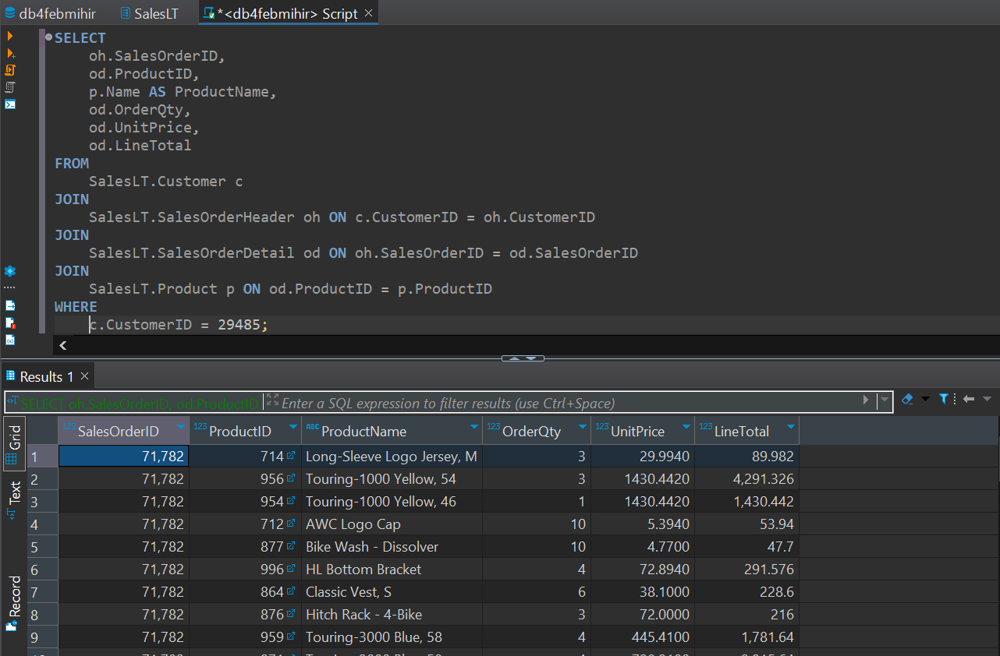 db4febmihir SalesLT *<db4febmihir> Script
SELECT
oh.SalesOrderID,
od.ProductID,
p.Name AS ProductName,
od.OrderQty,
od.UnitPrice,
od.LineTotal
FROM
SalesLT.Customer c
JOIN
SalesLT.SalesOrderHeader oh ON c.CustomerID = oh.CustomerID
JOIN
SalesLT.SalesOrderDetail od ON oh.SalesOrderID = od.SalesOrderID
JOIN
SalesLT.Product p ON od.ProductID = p.ProductID
WHERE
c.CustomerID = 29485;
Results 1
SELECT oh.SalesOrderID, od.ProductID Enter a SQL expression to filter results (use Ctrl+Space)
Grid
Text
Record
123 SalesOrderID 123 ProductID ABC ProductName 123 OrderQty 123 UnitPrice 123 LineTotal
1 71,782 714 Long-Sleeve Logo Jersey, M 3 29.9940 89.982
2 71,782 956 Touring-1000 Yellow, 54 3 1430.4420 4,291.326
3 71,782 954 Touring-1000 Yellow, 46 1 1430.4420 1,430.442
4 71,782 712 AWC Logo Cap 10 5.3940 53.94
5 71,782 877 Bike Wash - Dissolver 10 4.7700 47.7
6 71,782 996 HL Bottom Bracket 4 72.8940 291.576
7 71,782 864 Classic Vest, S 6 38.1000 228.6
8 71,782 876 Hitch Rack - 4-Bike 3 72.0000 216
9 71,782 959 Touring-3000 Blue, 58 4 445.4100 1,781.64